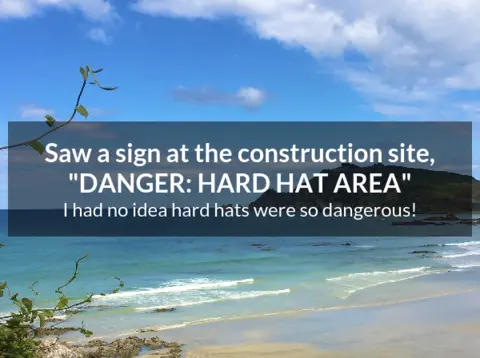 Saw a sign at the construction site,
"DANGER: HARD HAT AREA"
I had no idea hard hats were so dangerous!